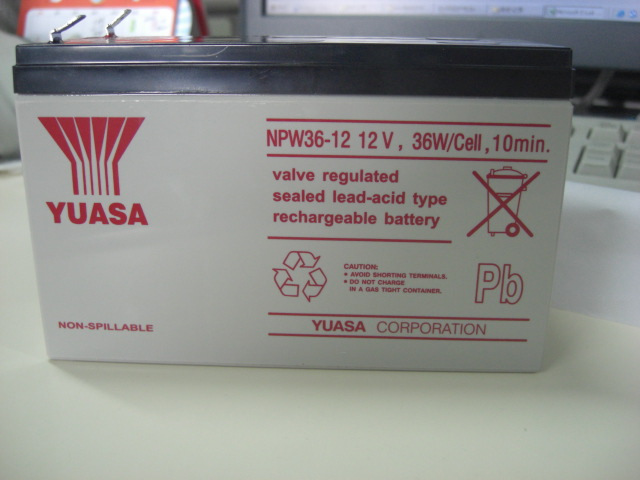 YUASA
NPW36-12 12V, 36W/Cell, 10min.
valve regulated
sealed lead-acid type
rechargeable battery
CAUTION:
• AVOID SHORTING TERMINALS.
• DO NOT CHARGE
IN A GAS TIGHT CONTAINER.
Pb
NON-SPILLABLE
YUASA CORPORATION